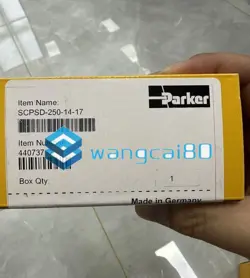 Item Name:
SCPSD-250-14-17
Parker
wangcai80
Box Qty:
1
Made in Germany